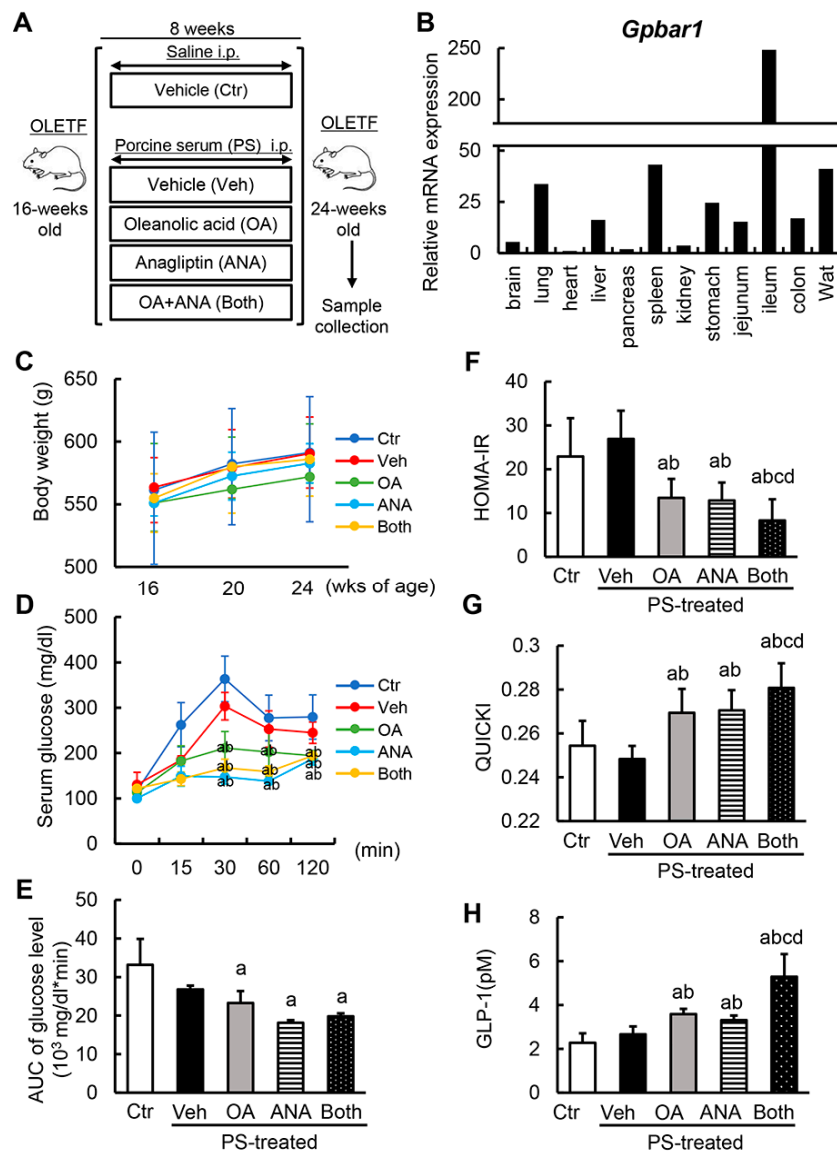 A
8 weeks
Saline i.p.
Vehicle (Ctr)
OLETF
16-weeks
old
Porcine serum (PS) i.p.
Vehicle (Veh)
Oleanolic acid (OA)
Anagliptin (ANA)
OA+ANA (Both)
OLETF
24-weeks
old
Sample
collection
B
Gpbar1
Relative mRNA expression
250
200
50
25
0
brain
lung
heart
liver
pancreas
spleen
kidney
stomach
jejunum
ileum
colon
Wat
C
Body weight (g)
650
600
550
500
16
20
24
(wks of age)
Ctr
Veh
OA
ANA
Both
D
Serum glucose (mg/dl)
400
300
200
100
0
ab
ab
ab
ab
ab
ab
ab
ab
ab
0
15
30
60
120
(min)
Ctr
Veh
OA
ANA
Both
E
AUC of glucose level
(10³ mg/dl*min)
50
40
30
20
10
0
a
a
a
Ctr
Veh
OA
ANA
Both
PS-treated
F
HOMA-IR
40
30
20
10
0
ab
ab
abcd
Ctr
Veh
OA
ANA
Both
PS-treated
G
QUICKI
0.3
0.28
0.26
0.24
0.22
ab
ab
abcd
Ctr
Veh
OA
ANA
Both
PS-treated
H
GLP-1(pM)
8
6
4
2
0
ab
ab
abcd
Ctr
Veh
OA
ANA
Both
PS-treated